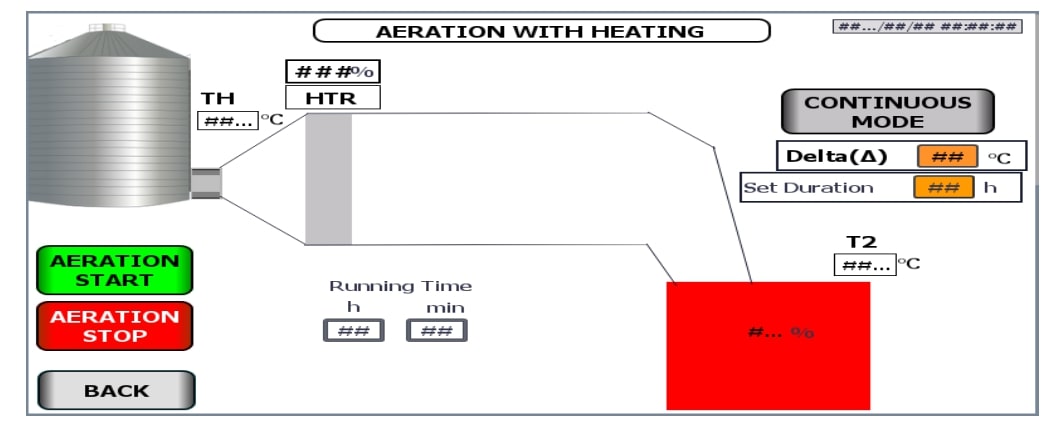 AERATION WITH HEATING
##.../##/## ##:##:##
###%
TH
HTR
##... °C
CONTINUOUS
MODE
Delta(Δ) ## °C
Set Duration ## h
T2
##... °C
AERATION
START
Running Time
h min
## ##
AERATION
STOP
#... %
BACK